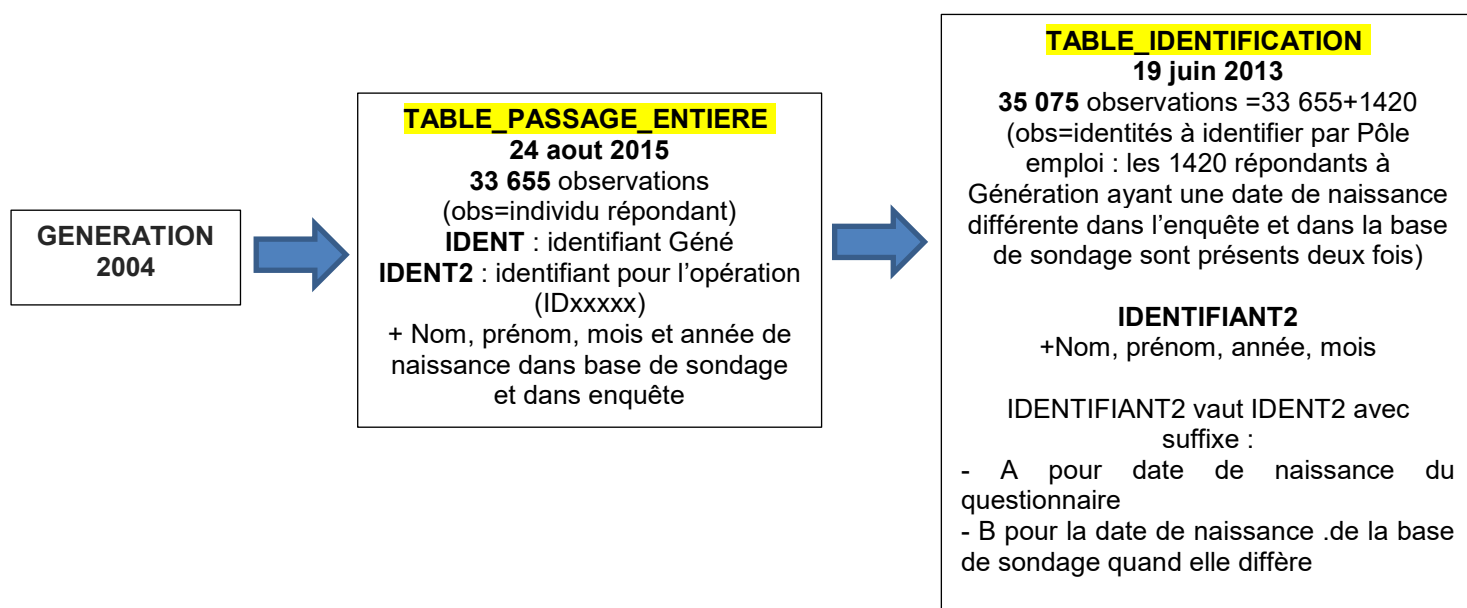 GENERATION
2004
TABLE_PASSAGE_ENTIERE
24 aout 2015
33 655 observations
(obs=individu répondant)
IDENT : identifiant Géné
IDENT2 : identifiant pour l’opération
(IDxxxxx)
+ Nom, prénom, mois et année de
naissance dans base de sondage
et dans enquête
TABLE_IDENTIFICATION
19 juin 2013
35 075 observations =33 655+1420
(obs=identités à identifier par Pôle
emploi : les 1420 répondants à
Génération ayant une date de naissance
différente dans l’enquête et dans la base
de sondage sont présents deux fois)
IDENTIFIANT2
+Nom, prénom, année, mois
IDENTIFIANT2 vaut IDENT2 avec
suffixe :
- A pour date de naissance du
questionnaire
- B pour la date de naissance .de la base
de sondage quand elle diffère